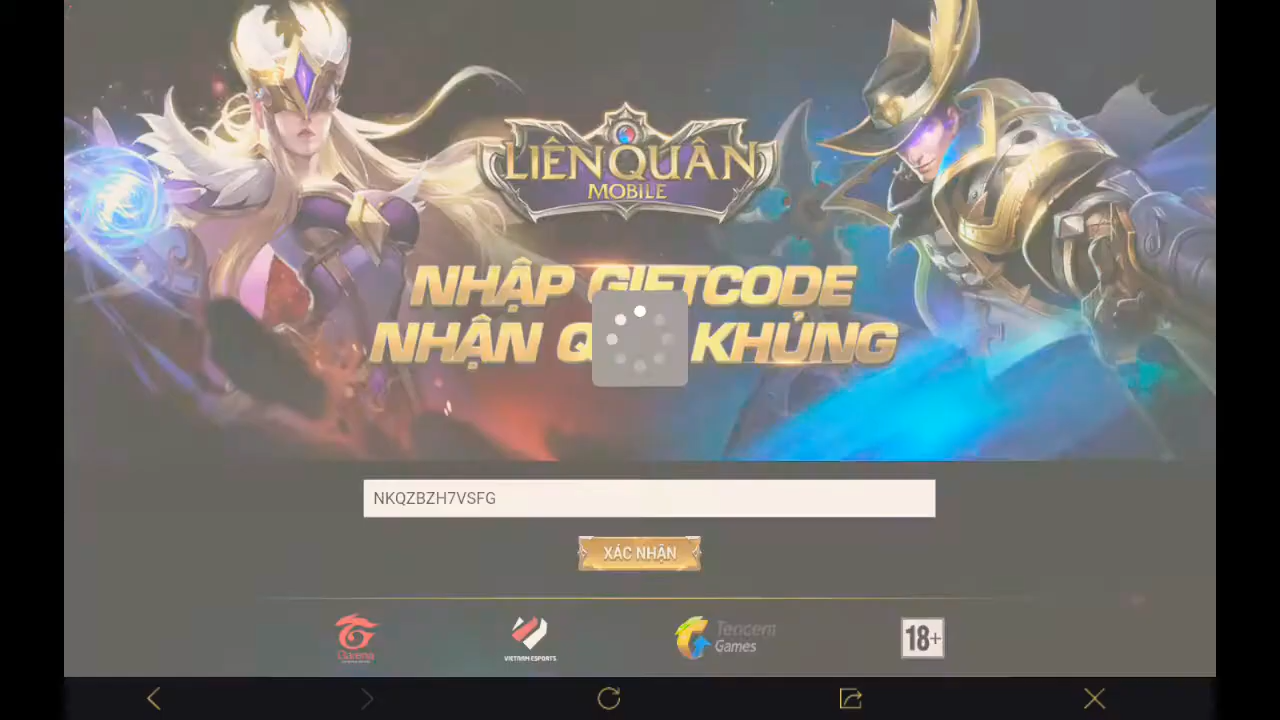 LIÊN QUÂN
MOBILE
NHẬP GIFTCODE
NHẬN KHỦNG
NKQZBZH7VSFG
XÁC NHẬN
Garena
VIETNAM ESPORTS
Tencent
Games
18+